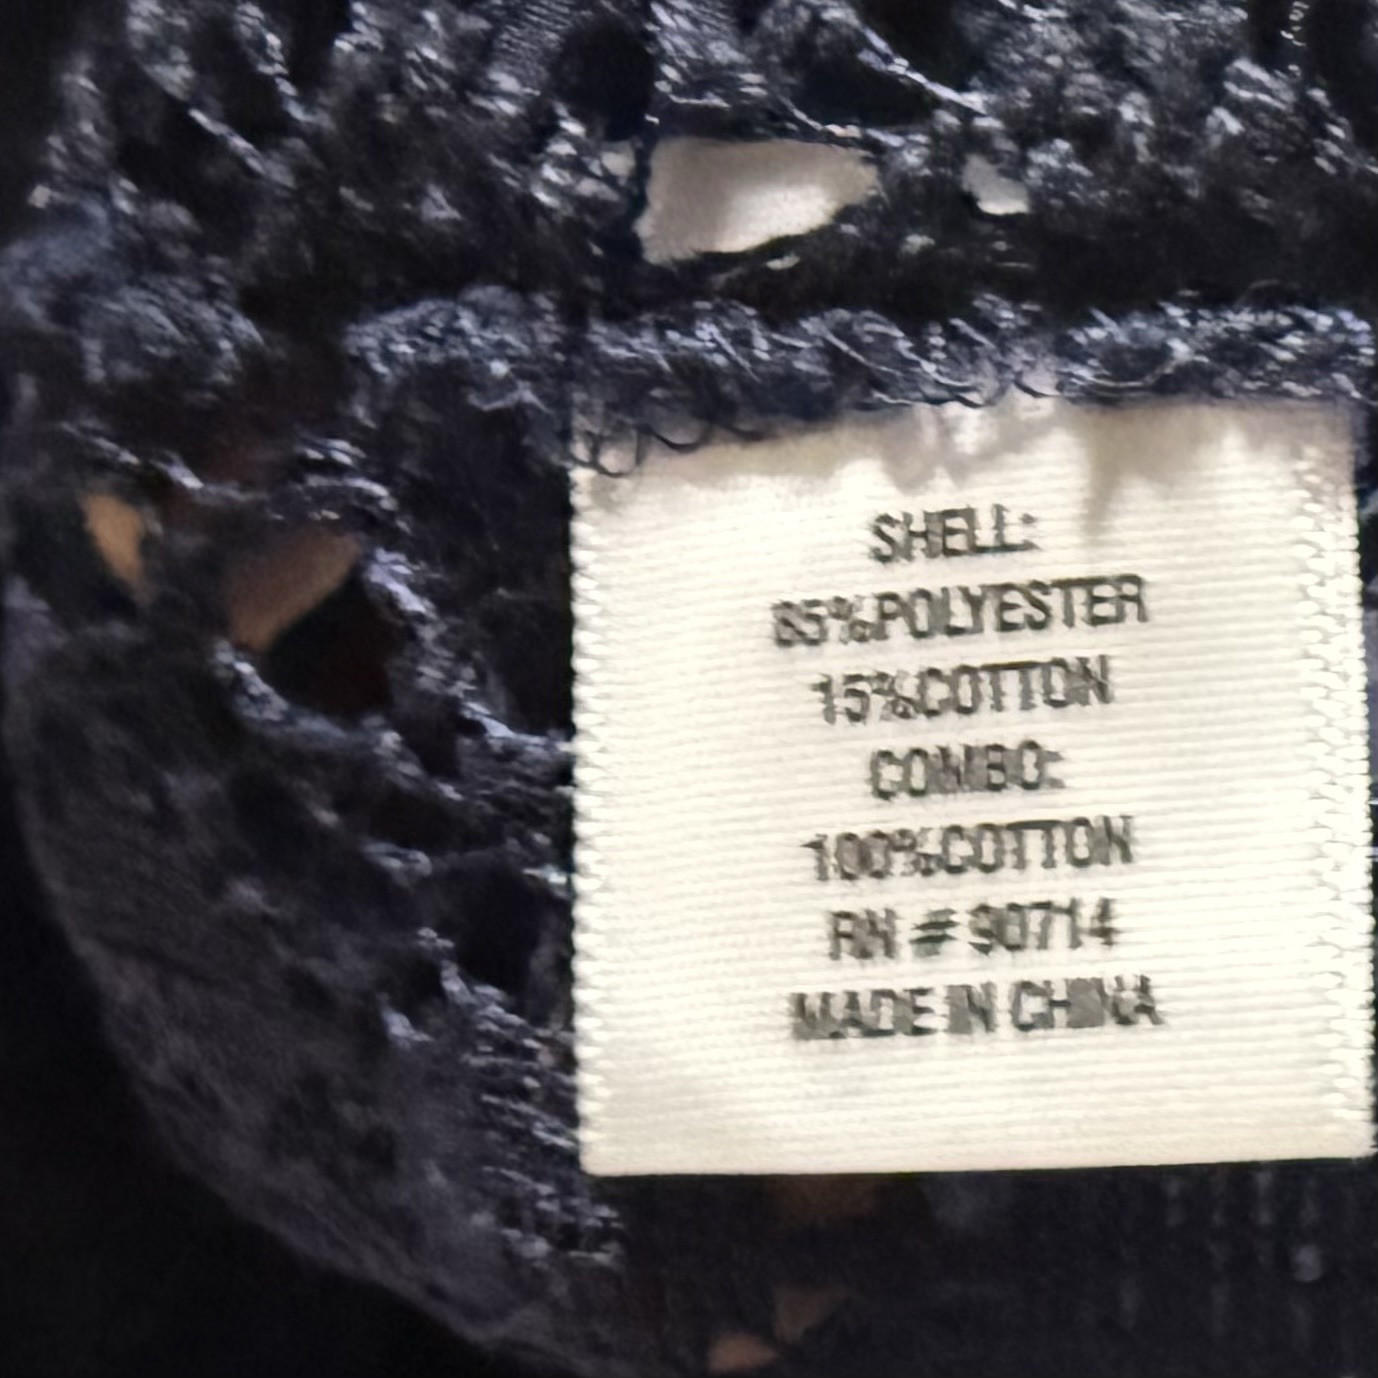 SHELL:
85%POLYESTER
15%COTTON
COMBO:
100%COTTON
RN # 90714
MADE IN CHINA